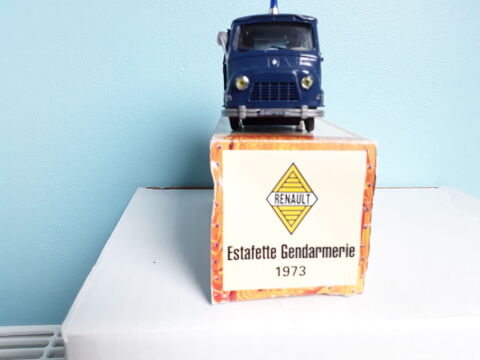 RENAULT
Estafette Gendarmerie
1973